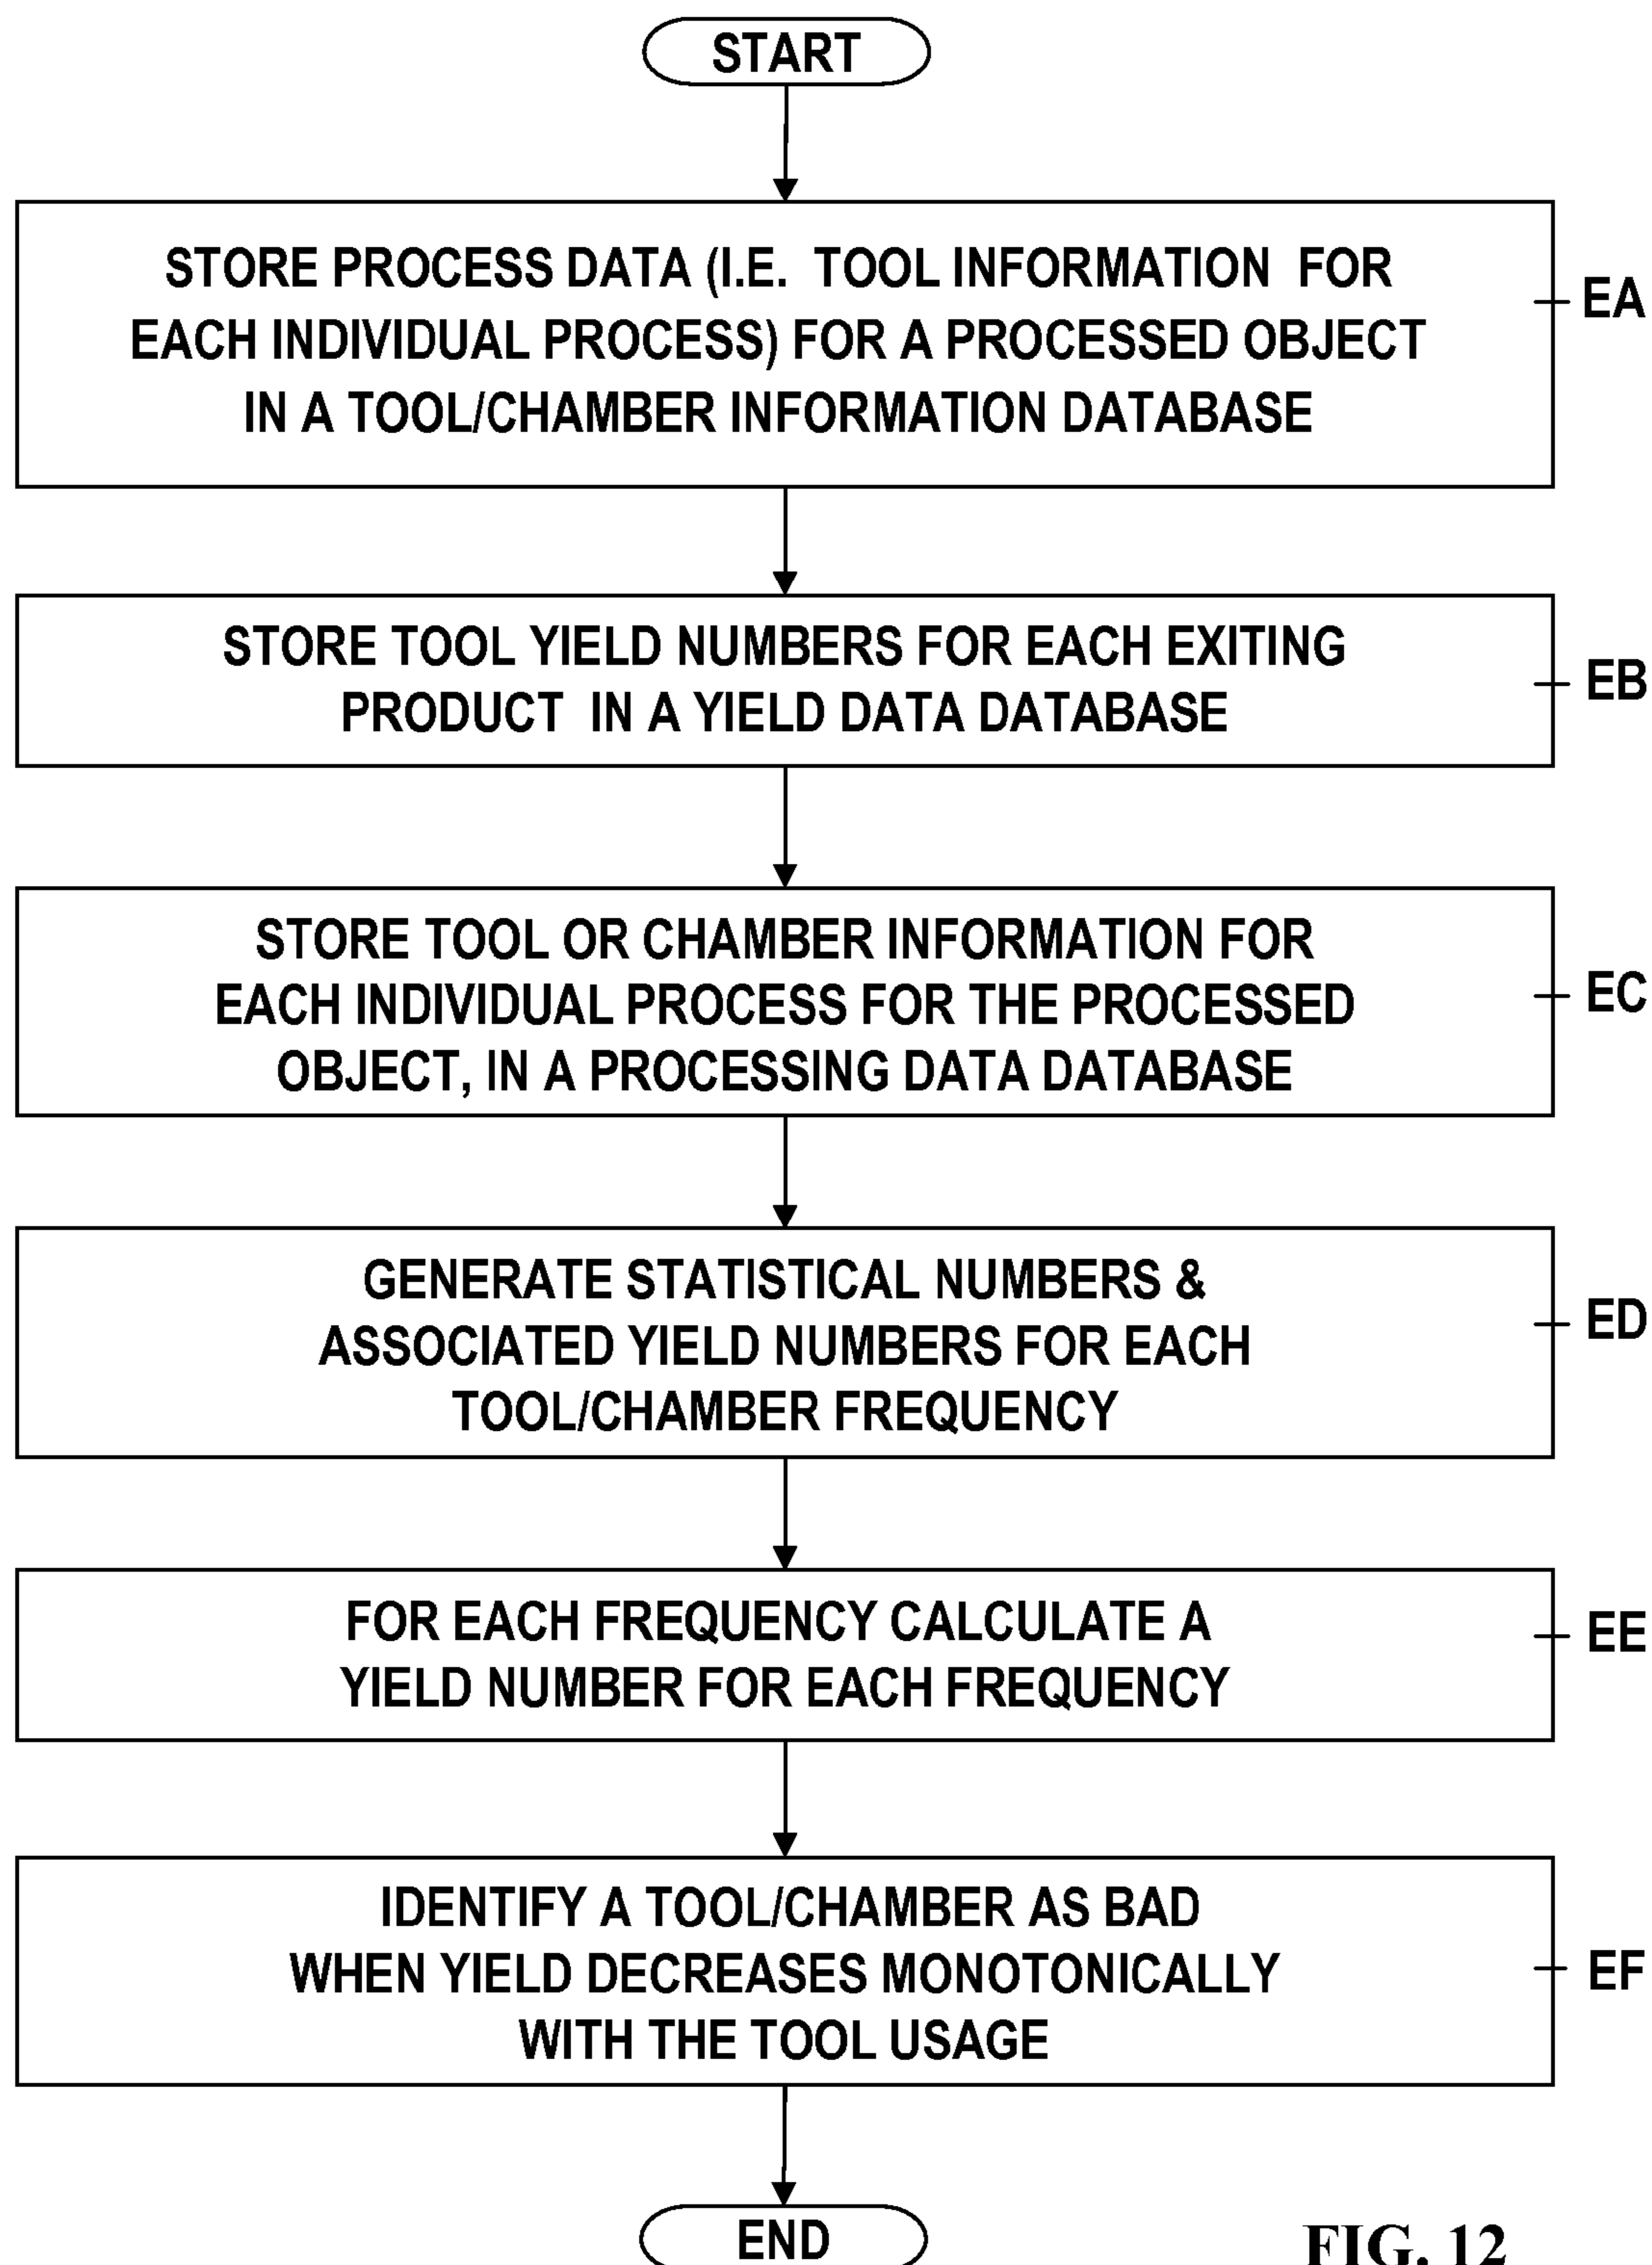 START
STORE PROCESS DATA (I.E. TOOL INFORMATION FOR
EACH INDIVIDUAL PROCESS) FOR A PROCESSED OBJECT
IN A TOOL/CHAMBER INFORMATION DATABASE
EA
STORE TOOL YIELD NUMBERS FOR EACH EXITING
PRODUCT IN A YIELD DATA DATABASE
EB
STORE TOOL OR CHAMBER INFORMATION FOR
EACH INDIVIDUAL PROCESS FOR THE PROCESSED
OBJECT, IN A PROCESSING DATA DATABASE
EC
GENERATE STATISTICAL NUMBERS &
ASSOCIATED YIELD NUMBERS FOR EACH
TOOL/CHAMBER FREQUENCY
ED
FOR EACH FREQUENCY CALCULATE A
YIELD NUMBER FOR EACH FREQUENCY
EE
IDENTIFY A TOOL/CHAMBER AS BAD
WHEN YIELD DECREASES MONOTONICALLY
WITH THE TOOL USAGE
EF
END
FIG. 12